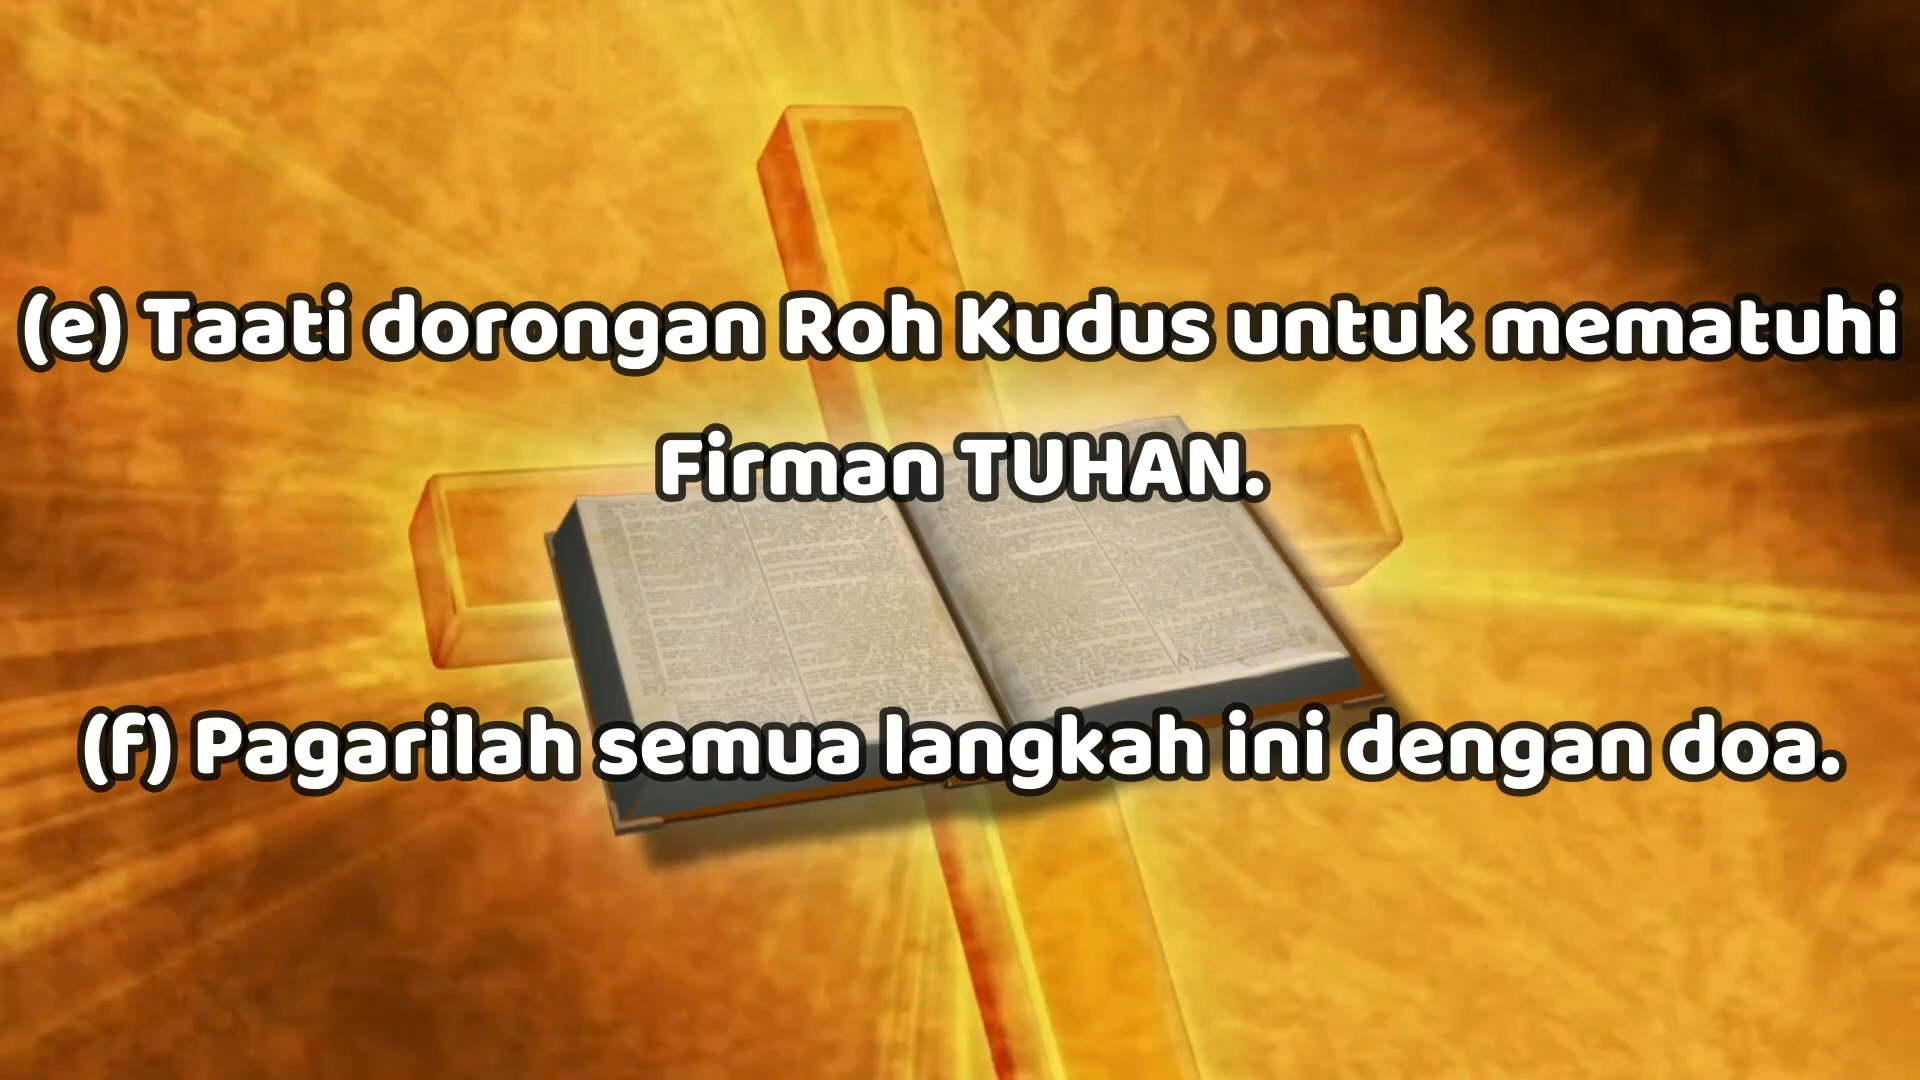 (e) Taati dorongan Roh Kudus untuk mematuhi
Firman TUHAN.
(f) Pagarilah semua langkah ini dengan doa.